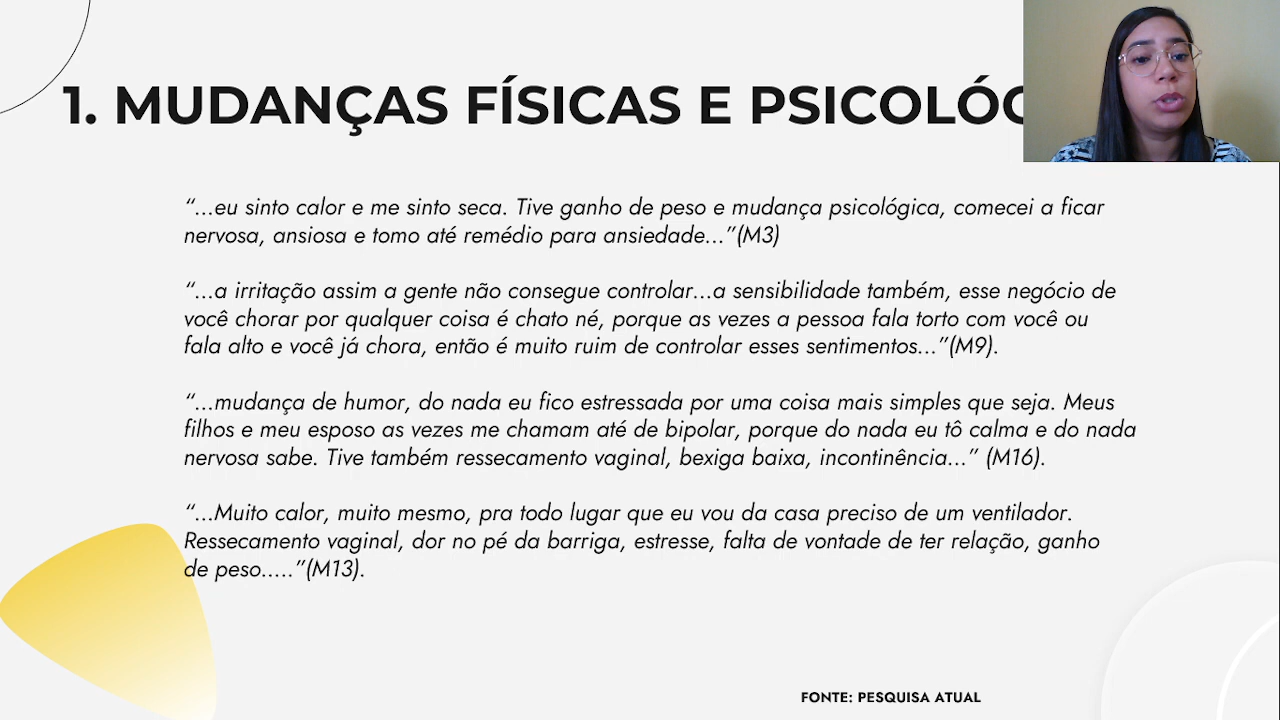 1. MUDANÇAS FÍSICAS E PSICOLÓG
“...eu sinto calor e me sinto seca. Tive ganho de peso e mudança psicológica, comecei a ficar
nervosa, ansiosa e tomo até remédio para ansiedade...”(M3)
“...a irritação assim a gente não consegue controlar...a sensibilidade também, esse negócio de
você chorar por qualquer coisa é chato né, porque as vezes a pessoa fala torto com você ou
fala alto e você já chora, então é muito ruim de controlar esses sentimentos...”(M9).
“...mudança de humor, do nada eu fico estressada por uma coisa mais simples que seja. Meus
filhos e meu esposo as vezes me chamam até de bipolar, porque do nada eu tô calma e do nada
nervosa sabe. Tive também ressecamento vaginal, bexiga baixa, incontinência...” (M16).
“...Muito calor, muito mesmo, pra todo lugar que eu vou da casa preciso de um ventilador.
Ressecamento vaginal, dor no pé da barriga, estresse, falta de vontade de ter relação, ganho
de peso.....”(M13).
FONTE: PESQUISA ATUAL